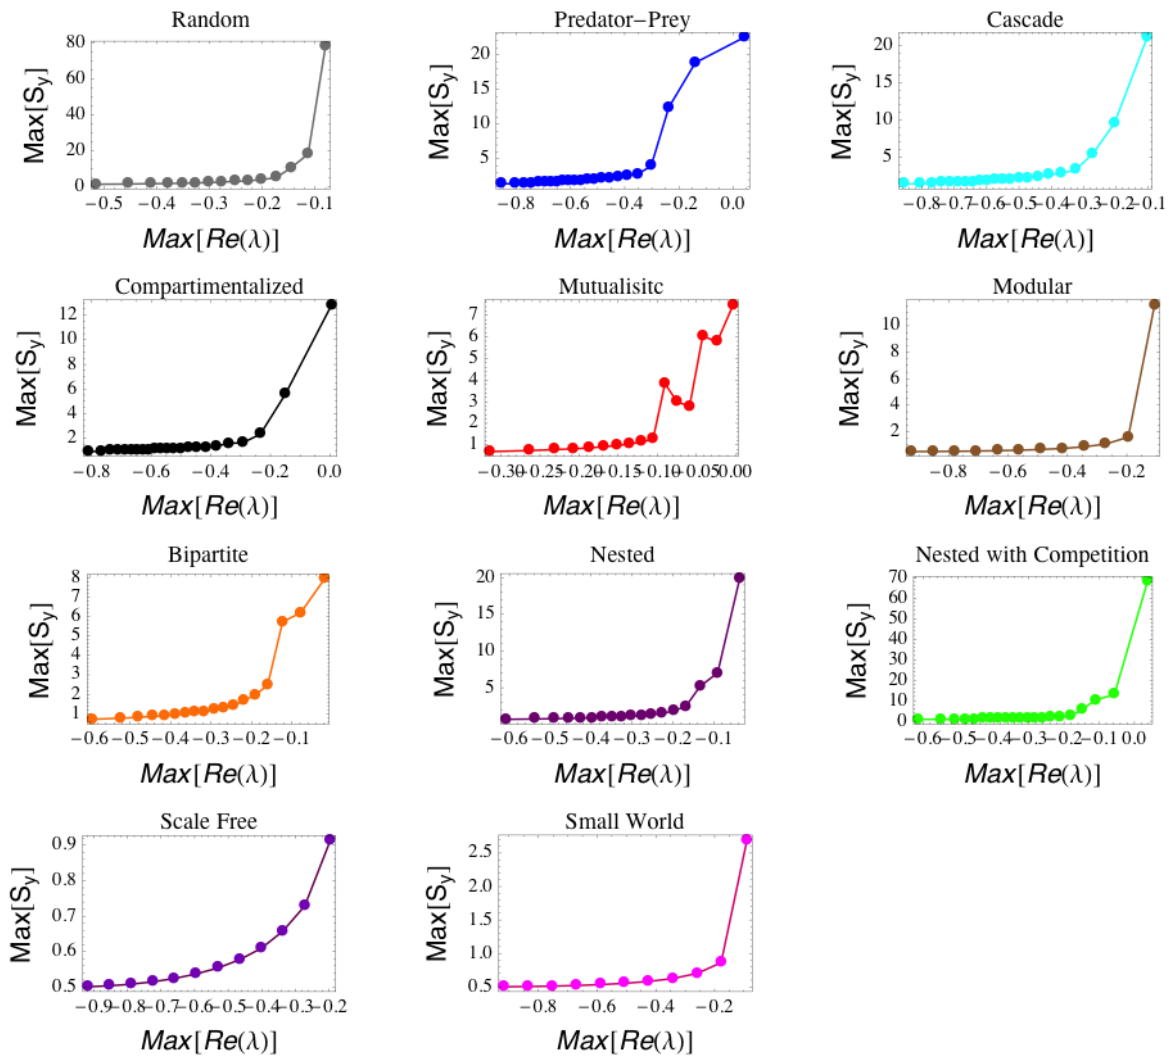 Random
Max[Sy]
80
60
40
20
0
−0.5 −0.4 −0.3 −0.2 −0.1
Max[Re(λ)]
Predator−Prey
Max[Sy]
20
15
10
5
−0.8 −0.6 −0.4 −0.2 0.0
Max[Re(λ)]
Cascade
Max[Sy]
20
15
10
5
−0.8−0.7−0.6−0.5−0.4−0.3−0.2−0.1
Max[Re(λ)]
Compartimentalized
Max[Sy]
12
10
8
6
4
2
−0.8 −0.6 −0.4 −0.2 0.0
Max[Re(λ)]
Mutualisitc
Max[Sy]
7
6
5
4
3
2
1
−0.30−0.25−0.20−0.15−0.10−0.05 0.00
Max[Re(λ)]
Modular
Max[Sy]
10
8
6
4
2
−0.8 −0.6 −0.4 −0.2
Max[Re(λ)]
Bipartite
Max[Sy]
8
7
6
5
4
3
2
1
−0.6 −0.5 −0.4 −0.3 −0.2 −0.1
Max[Re(λ)]
Nested
Max[Sy]
20
15
10
5
−0.6 −0.5 −0.4 −0.3 −0.2 −0.1
Max[Re(λ)]
Nested with Competition
Max[Sy]
70
60
50
40
30
20
10
0
−0.6−0.5−0.4−0.3−0.2−0.1 0.0
Max[Re(λ)]
Scale Free
Max[Sy]
0.9
0.8
0.7
0.6
0.5
−0.9−0.8−0.7−0.6−0.5−0.4−0.3−0.2
Max[Re(λ)]
Small World
Max[Sy]
2.5
2.0
1.5
1.0
0.5
−0.8 −0.6 −0.4 −0.2
Max[Re(λ)]